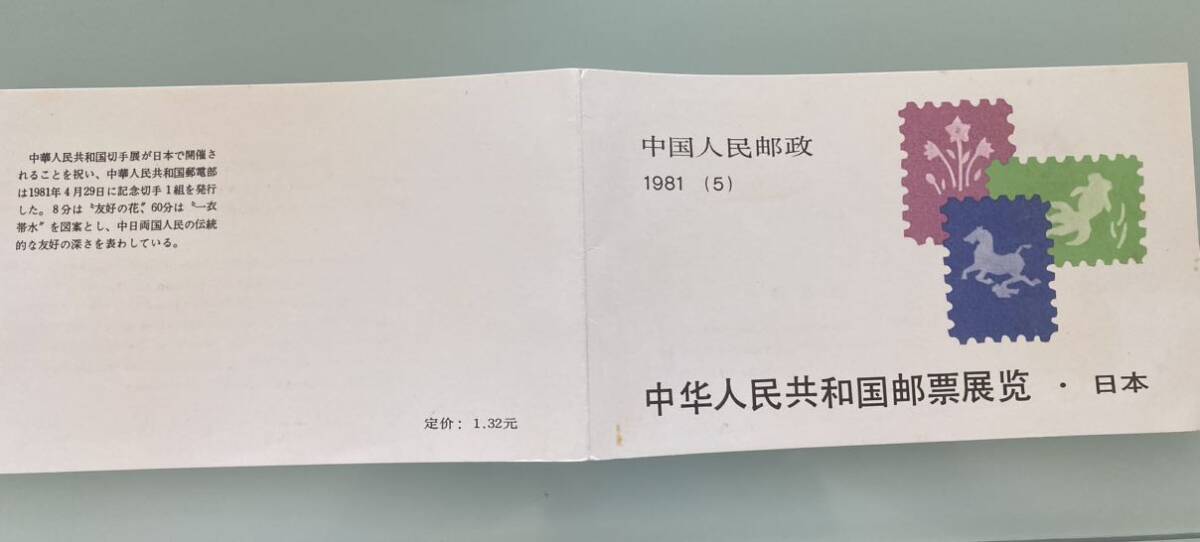 中華人民共和国切手展が日本で開催さ
れることを祝い、中華人民共和国郵電部
は1981年4月29日に記念切手1組を発行
した。8分は〝友好の花〟60分は〝一衣
帯水〟を図案とし、中日両国人民の伝統
的な友好の深さを表わしている。
定价：1.32元
中国人民邮政
1981 (5)
中华人民共和国邮票展览・日本